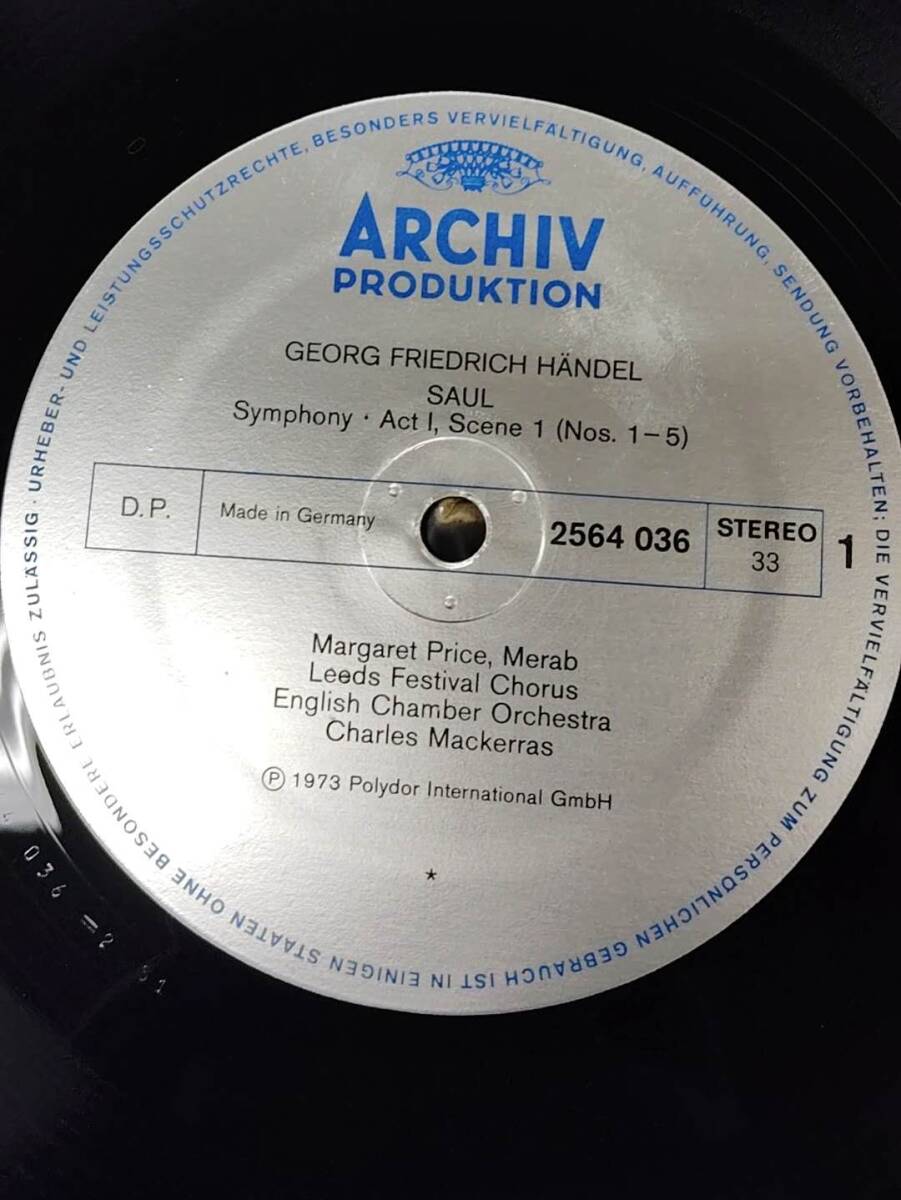 ARCHIV
PRODUKTION
GEORG FRIEDRICH HÄNDEL
SAUL
Symphony · Act I, Scene 1 (Nos. 1–5)
D.P.
Made in Germany
2564 036
STEREO
33
1
Margaret Price, Merab
Leeds Festival Chorus
English Chamber Orchestra
Charles Mackerras
Ⓟ 1973 Polydor International GmbH
*
URHEBER- UND LEISTUNGSSCHUTZRECHTE, BESONDERS VERVIELFÄLTIGUNG, AUFFÜHRUNG, SENDUNG VORBEHALTEN; DIE VERVIELFÄLTIGUNG ZUM PERSÖNLICHEN GEBRAUCH IST IN EINIGEN STAATEN OHNE BESONDERE ERLAUBNIS ZULÄSSIG ·
036 = 2 S1